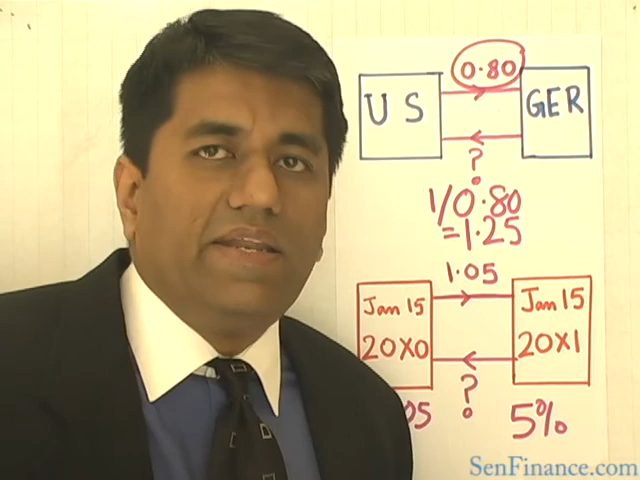 0.80
US
GER
?
1/0.80
=1.25
1.05
Jan 15
20X0
Jan 15
20X1
?
05
5%
SenFinance.com